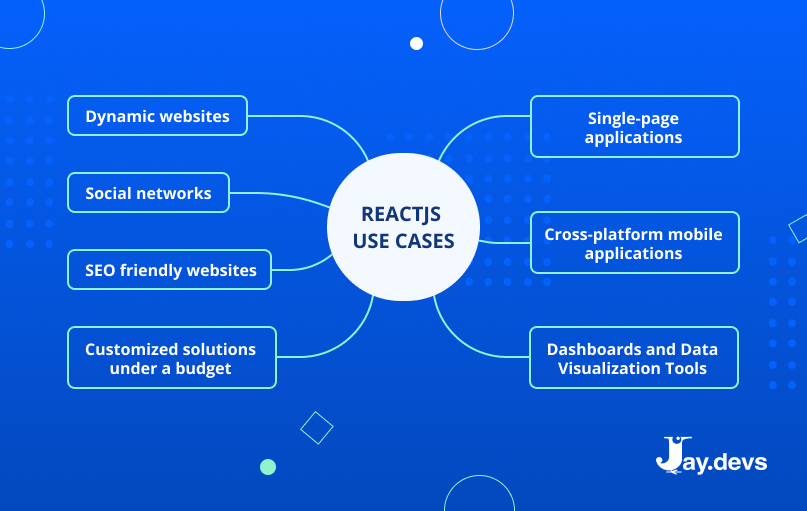 Dynamic websites
Social networks
SEO friendly websites
Customized solutions
under a budget
REACTJS
USE CASES
Single-page
applications
Cross-platform mobile
applications
Dashboards and Data
Visualization Tools
Jay.devs